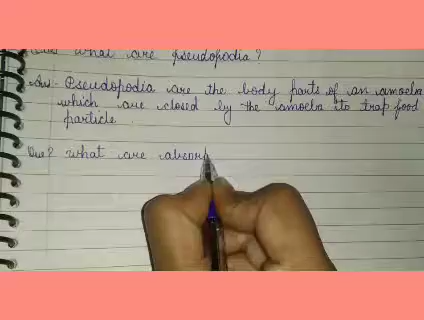 what are pseudopodia?
Ans- Pseudopodia are the body parts of an amoeba
which are closed by the amoeba to trap food
particle
Que? what are absor